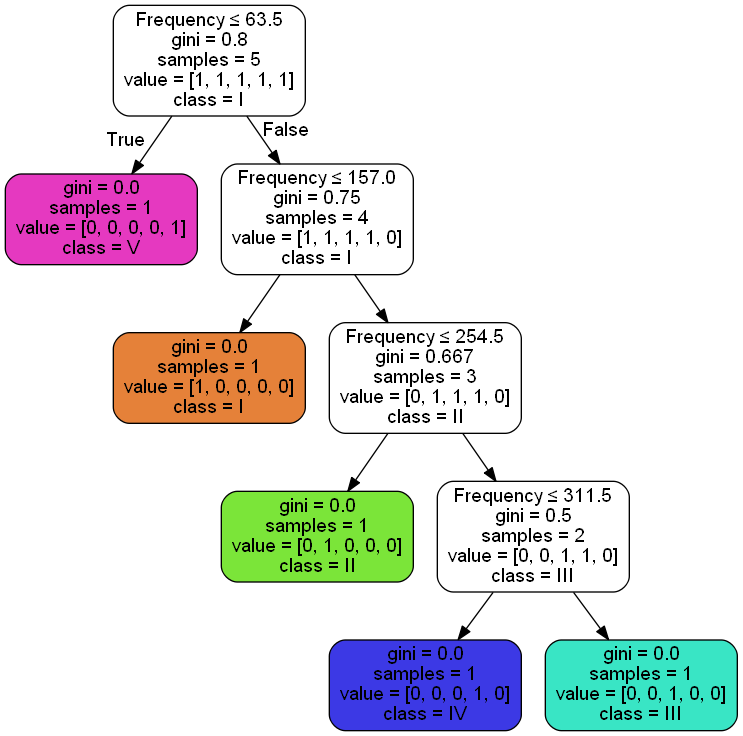 Frequency ≤ 63.5
gini = 0.8
samples = 5
value = [1, 1, 1, 1, 1]
class = I
True
False
gini = 0.0
samples = 1
value = [0, 0, 0, 0, 1]
class = V
Frequency ≤ 157.0
gini = 0.75
samples = 4
value = [1, 1, 1, 1, 0]
class = I
gini = 0.0
samples = 1
value = [1, 0, 0, 0, 0]
class = I
Frequency ≤ 254.5
gini = 0.667
samples = 3
value = [0, 1, 1, 1, 0]
class = II
gini = 0.0
samples = 1
value = [0, 1, 0, 0, 0]
class = II
Frequency ≤ 311.5
gini = 0.5
samples = 2
value = [0, 0, 1, 1, 0]
class = III
gini = 0.0
samples = 1
value = [0, 0, 0, 1, 0]
class = IV
gini = 0.0
samples = 1
value = [0, 0, 1, 0, 0]
class = III